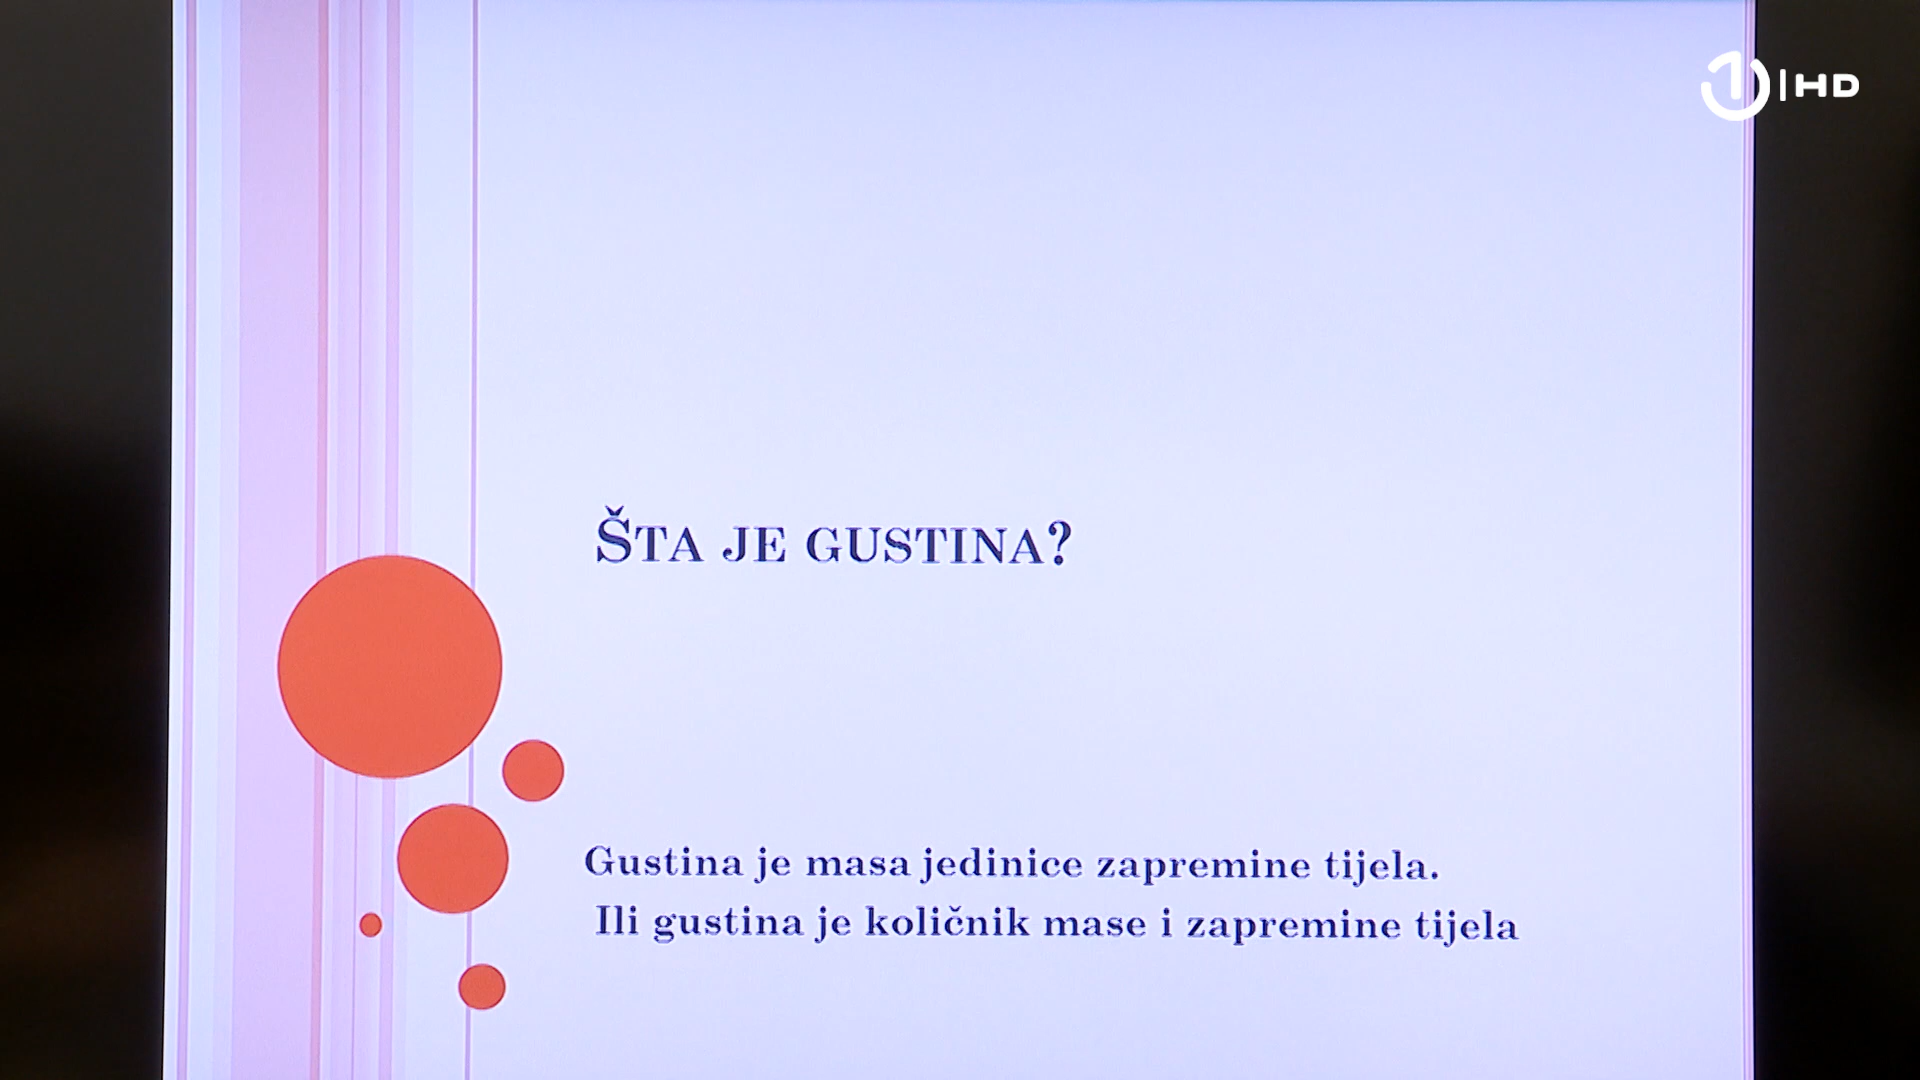 1|HD
Šta je gustina?
Gustina je masa jedinice zapremine tijela.
Ili gustina je količnik mase i zapremine tijela